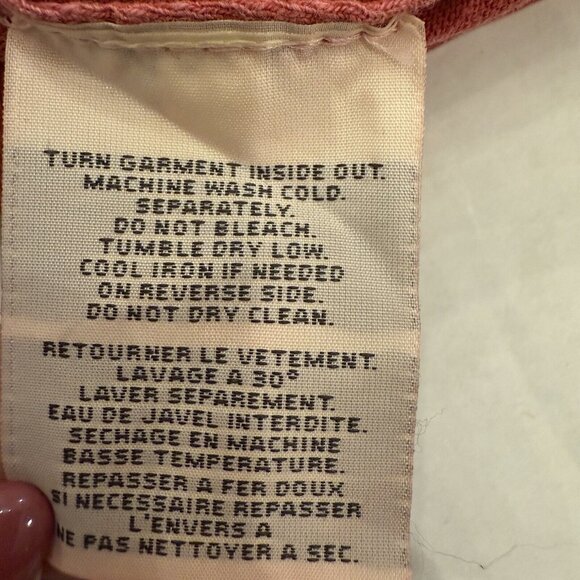 TURN GARMENT INSIDE OUT.
MACHINE WASH COLD.
SEPARATELY.
DO NOT BLEACH.
TUMBLE DRY LOW.
COOL IRON IF NEEDED
ON REVERSE SIDE.
DO NOT DRY CLEAN.
RETOURNER LE VETEMENT.
LAVAGE A 30°
LAVER SEPAREMENT.
EAU DE JAVEL INTERDITE.
SECHAGE EN MACHINE
BASSE TEMPERATURE.
REPASSER A FER DOUX
SI NECESSAIRE REPASSER
L'ENVERS A
NE PAS NETTOYER A SEC.